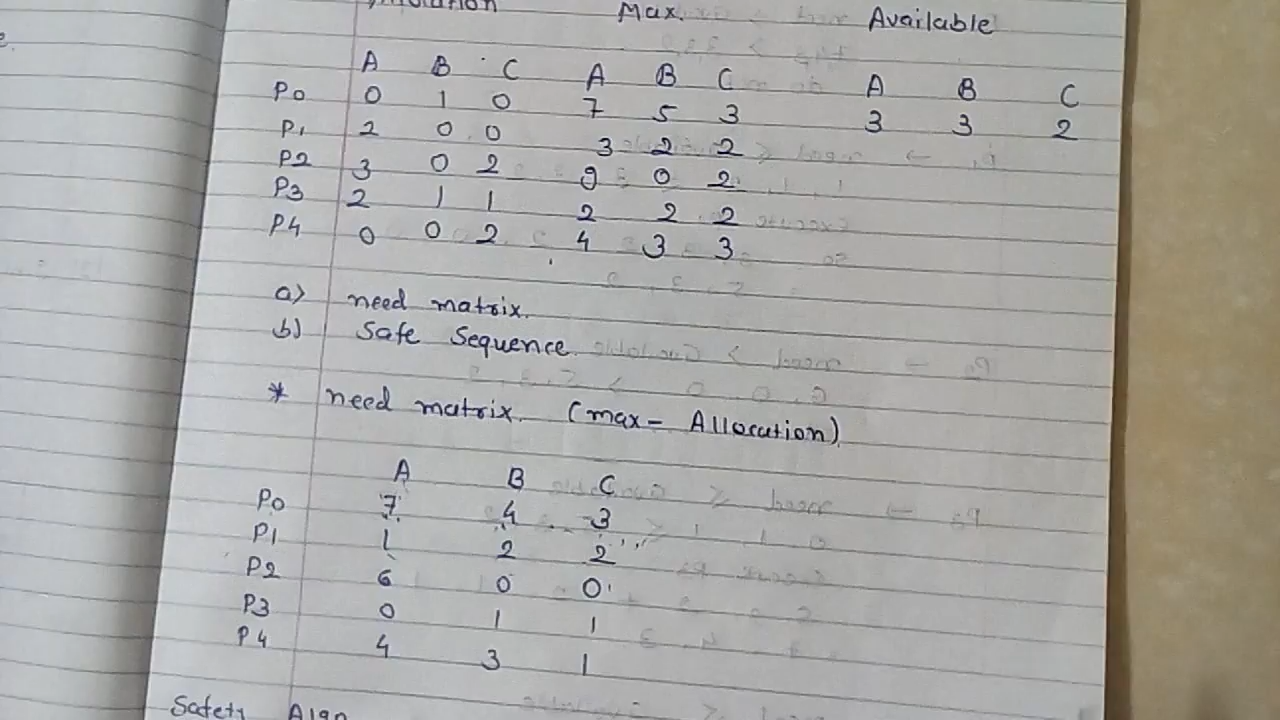 Max. Available
A B C A B C A B C
P0 0 1 0 7 5 3 3 3 2
P1 2 0 0 3 2 2
P2 3 0 2 9 0 2
P3 2 1 1 2 2 2
P4 0 0 2 4 3 3
a) need matrix.
b) Safe Sequence.
* need matrix. (max - Allocation)
A B C
P0 7 4 3
P1 1 2 2
P2 6 0 0
P3 0 1 1
P4 4 3 1
Safety Algo